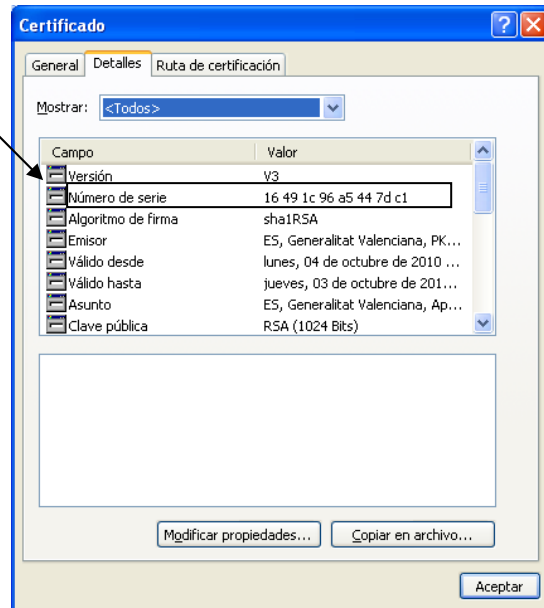 Certificado
General Detalles Ruta de certificación
Mostrar: <Todos>
Campo Valor
Versión V3
Número de serie 16 49 1c 96 a5 44 7d c1
Algoritmo de firma sha1RSA
Emisor ES, Generalitat Valenciana, PK...
Válido desde lunes, 04 de octubre de 2010 ...
Válido hasta jueves, 03 de octubre de 201...
Asunto ES, Generalitat Valenciana, Ap...
Clave pública RSA (1024 Bits)
Modificar propiedades... Copiar en archivo...
Aceptar